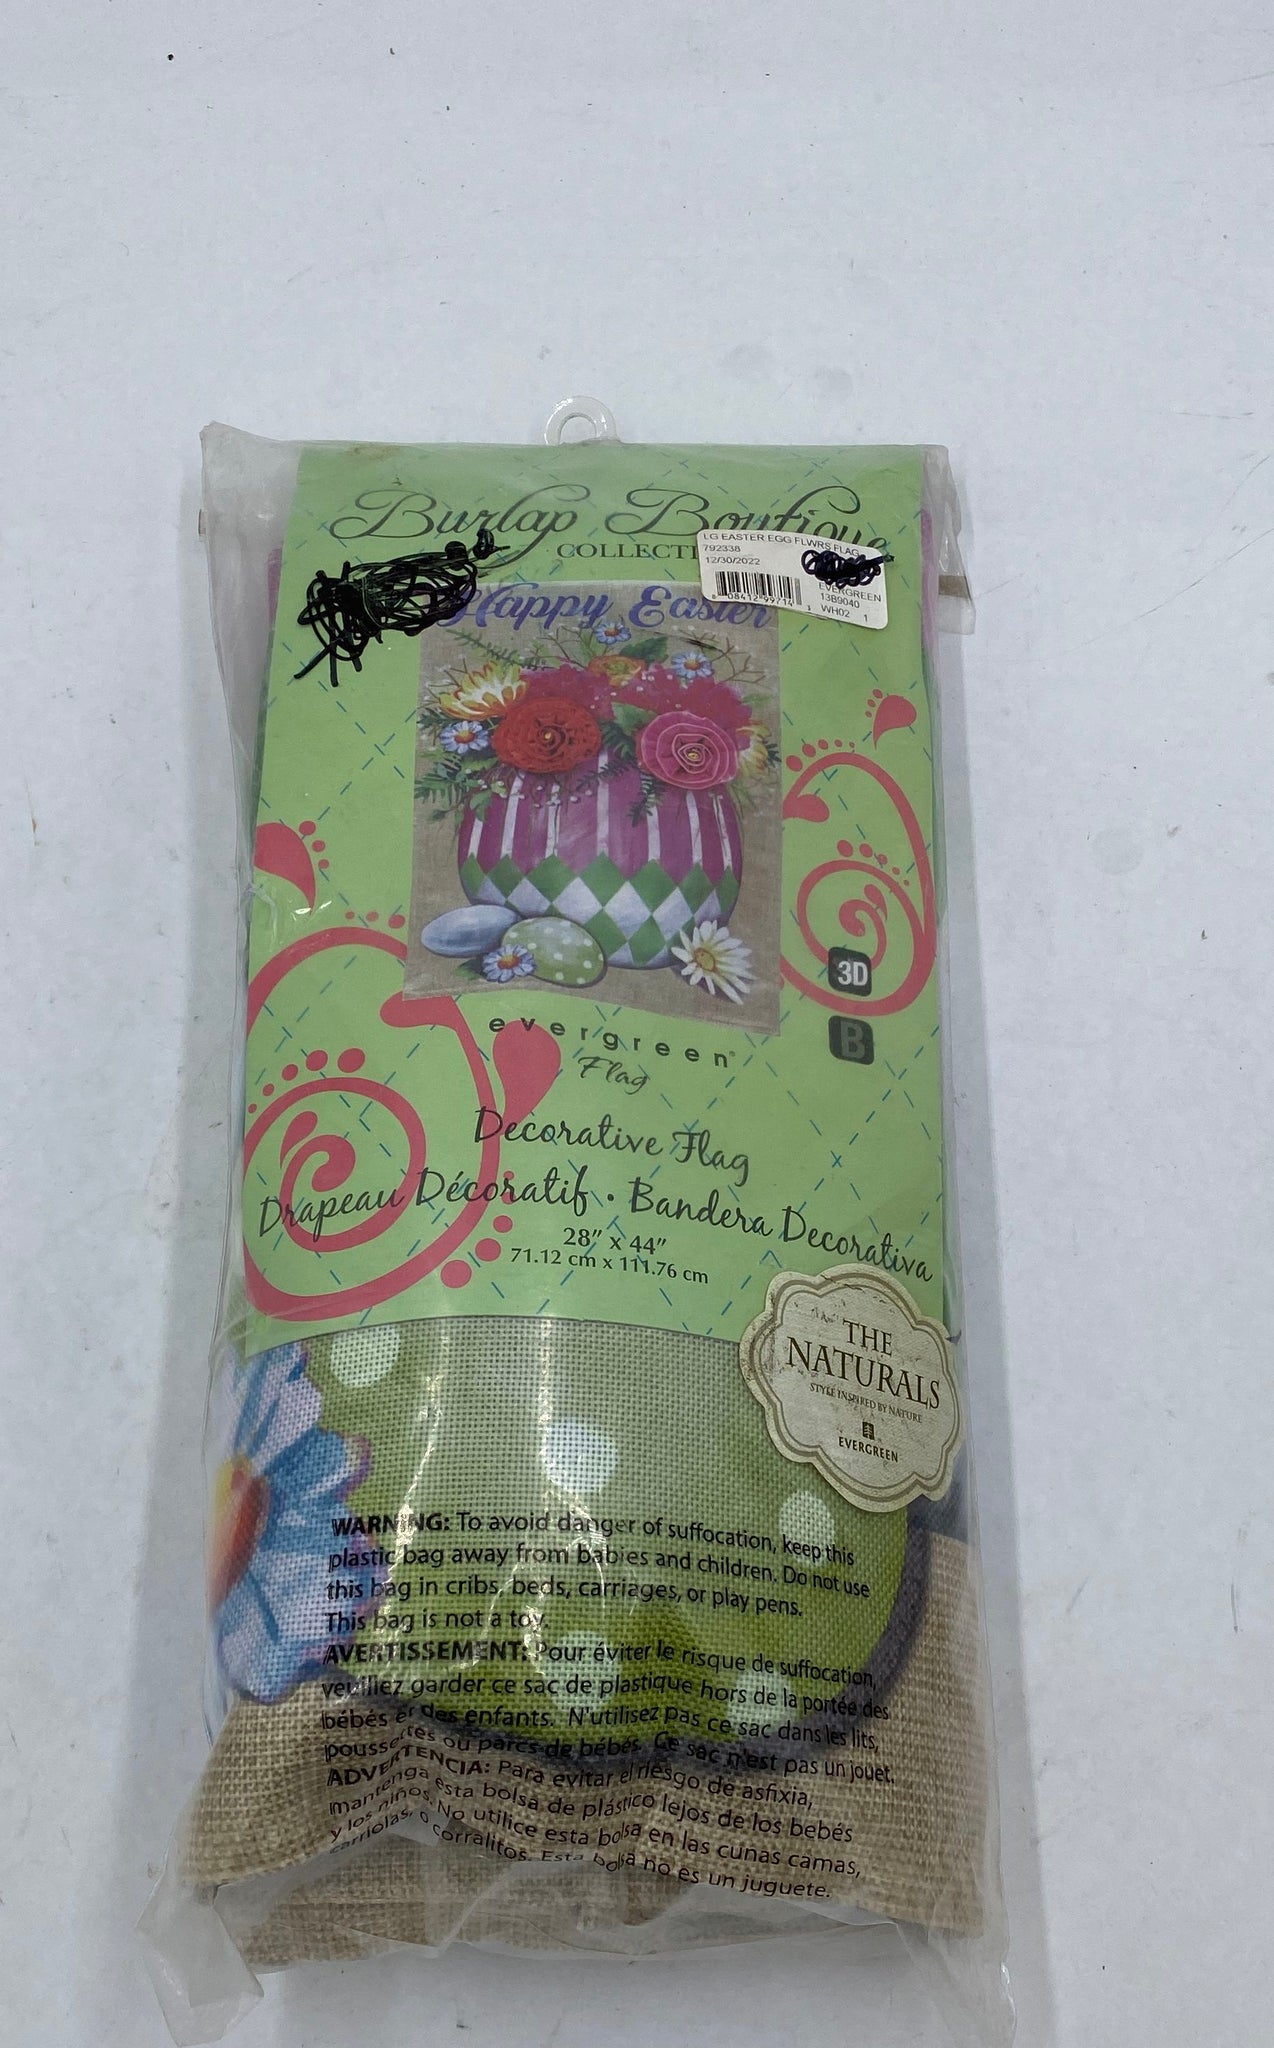 Burlap Boutique
COLLECTI
LG EASTER EGG FLWRS FLAG
792338
12/30/2022
EVERGREEN
13B9040
WH02 1
8 08412 99714 3
Happy Easter
3D
B
evergreen®
Flag
Decorative Flag
Drapeau Décoratif • Bandera Decorativa
28" x 44"
71.12 cm x 111.76 cm
THE
NATURALS
STYLE INSPIRED BY NATURE
EVERGREEN
WARNING: To avoid danger of suffocation, keep this
plastic bag away from babies and children. Do not use
this bag in cribs, beds, carriages, or play pens.
This bag is not a toy.
AVERTISSEMENT: Pour éviter le risque de suffocation,
veuillez garder ce sac de plastique hors de la portée des
bébés et des enfants. N'utilisez pas ce sac dans les lits,
poussettes ou parcs de bébés. Ce sac n'est pas un jouet.
ADVERTENCIA: Para evitar el riesgo de asfixia,
mantenga esta bolsa de plástico lejos de los bebés
y los niños. No utilice esta bolsa en las cunas camas,
carriolas, o corralitos. Esta bolsa no es un juguete.